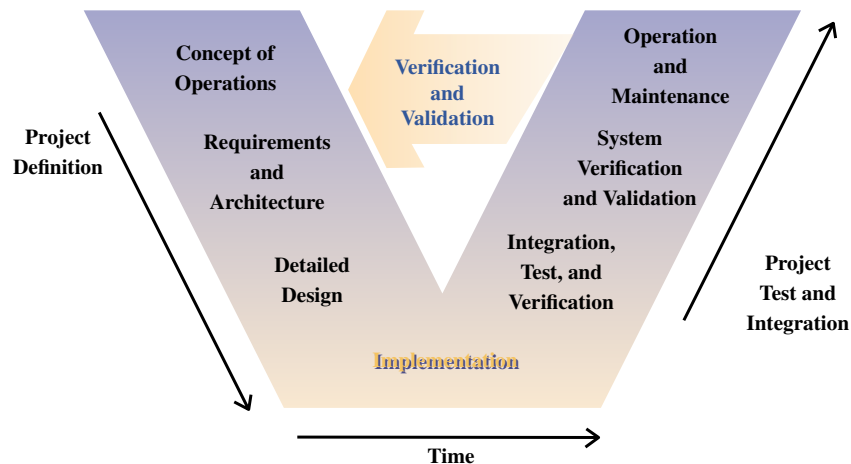 Concept of
Operations
Verification
and
Validation
Operation
and
Maintenance
Project
Definition
Requirements
and
Architecture
System
Verification
and Validation
Detailed
Design
Integration,
Test, and
Verification
Project
Test and
Integration
Implementation
Time